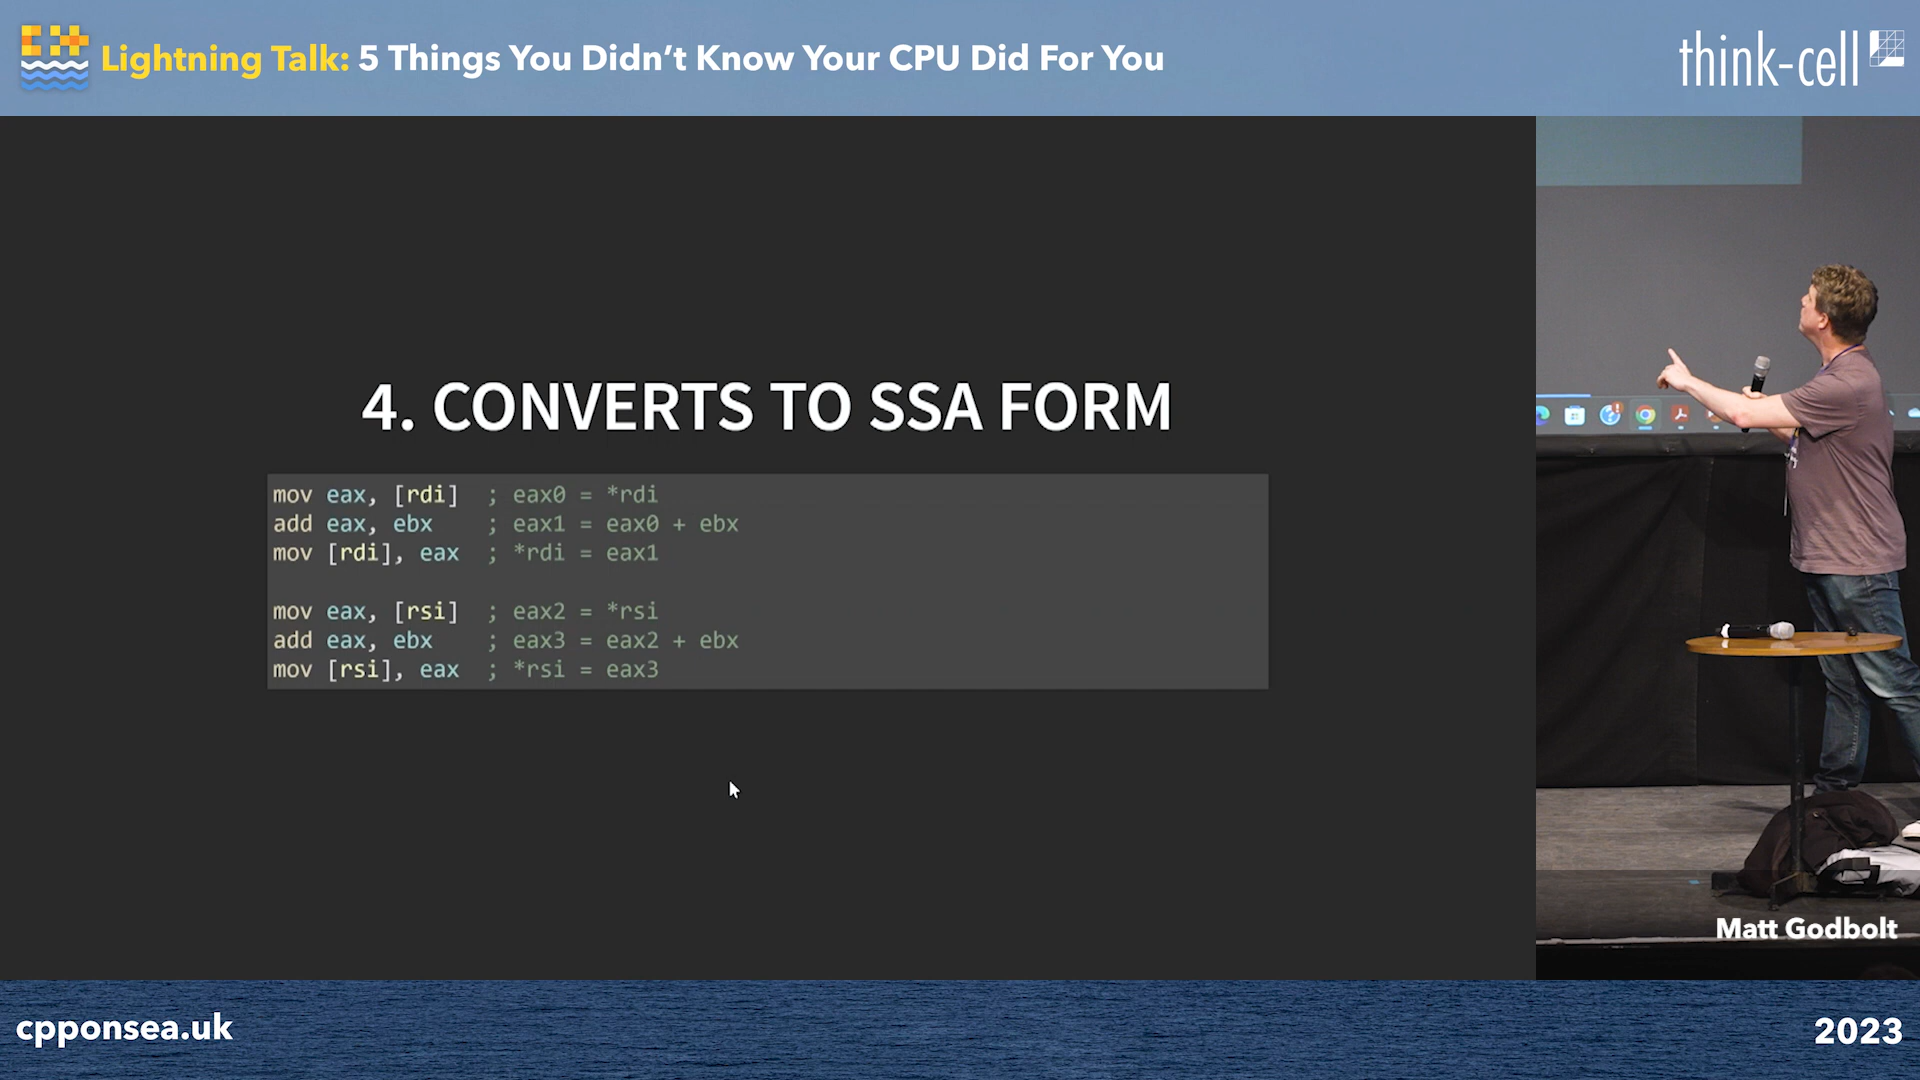 Lightning Talk: 5 Things You Didn't Know Your CPU Did For You
think-cell
4. CONVERTS TO SSA FORM
mov eax, [rdi]  ; eax0 = *rdi
add eax, ebx    ; eax1 = eax0 + ebx
mov [rdi], eax  ; *rdi = eax1
mov eax, [rsi]  ; eax2 = *rsi
add eax, ebx    ; eax3 = eax2 + ebx
mov [rsi], eax  ; *rsi = eax3
Matt Godbolt
cpponsea.uk
2023